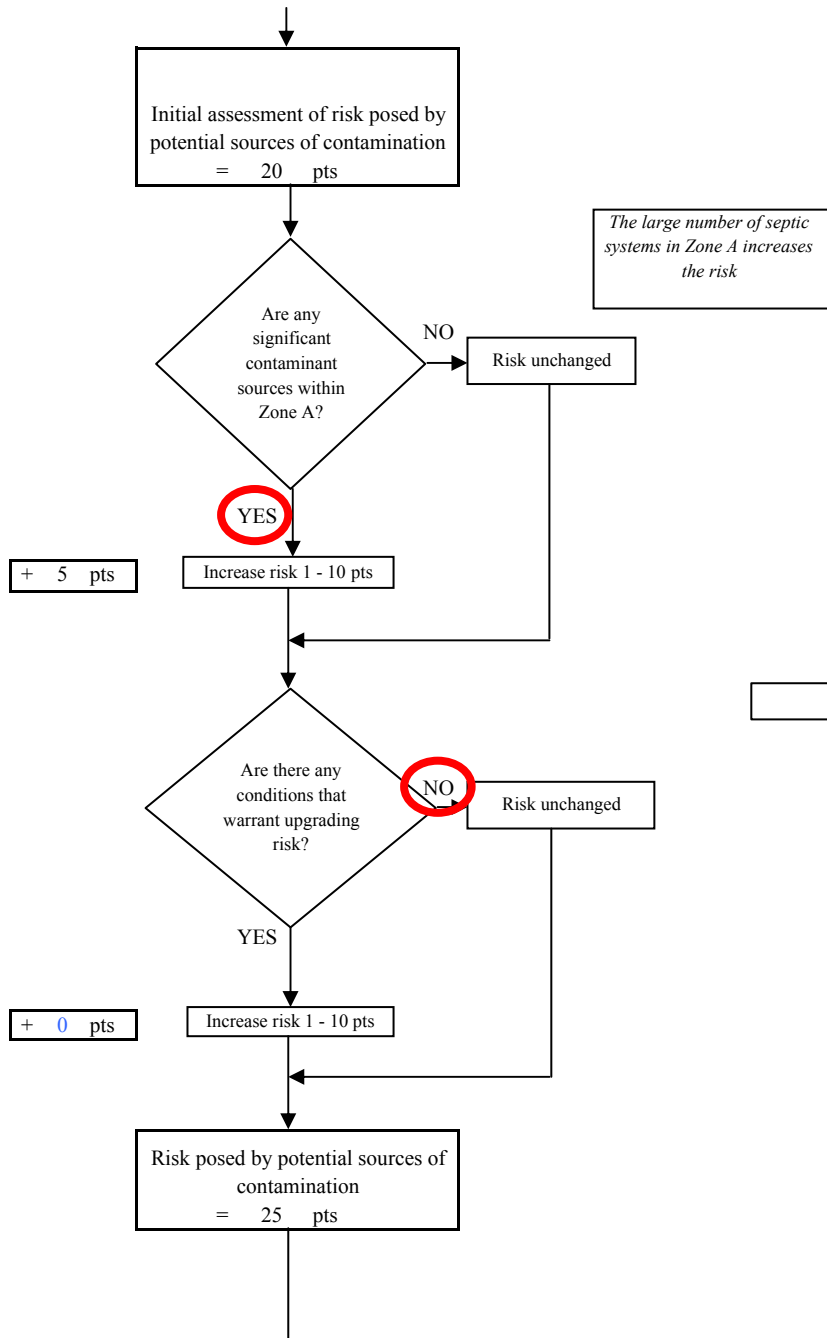 Initial assessment of risk posed by
potential sources of contamination
= 20 pts
The large number of septic
systems in Zone A increases
the risk
Are any
significant
contaminant
sources within
Zone A?
NO
Risk unchanged
YES
+ 5 pts
Increase risk 1 - 10 pts
Are there any
conditions that
warrant upgrading
risk?
NO
Risk unchanged
YES
+ 0 pts
Increase risk 1 - 10 pts
Risk posed by potential sources of
contamination
= 25 pts